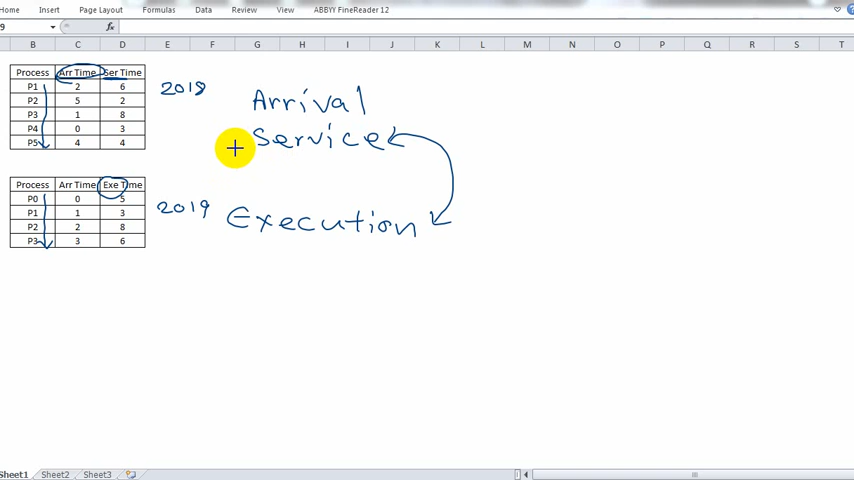 Home Insert Page Layout Formulas Data Review View ABBYY FineReader 12
9 fx
B C D E F G H I J K L M N O P Q R S T
Process Arr Time Ser Time
P1 2 6
P2 5 2
P3 1 8
P4 0 3
P5 4 4
2018
Arrival
Service
Process Arr Time Exe Time
P0 0 5
P1 1 3
P2 2 8
P3 3 6
2019
Execution
Sheet1 Sheet2 Sheet3